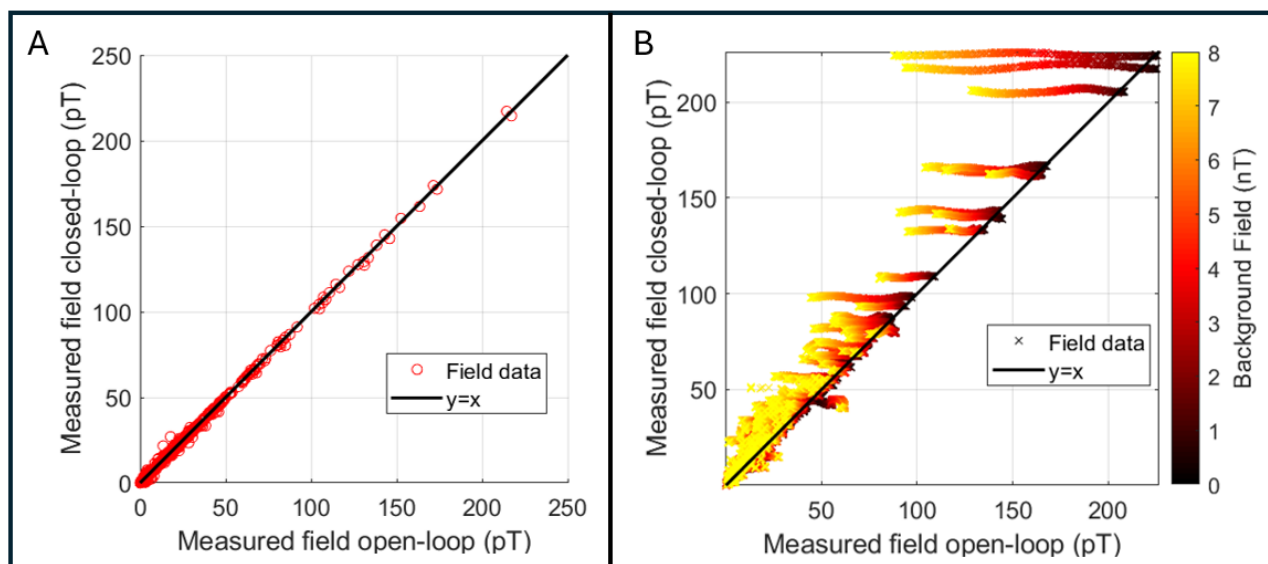 A
Measured field closed-loop (pT)
250
200
150
100
50
0
Field data
y=x
0 50 100 150 200 250
Measured field open-loop (pT)
B
Measured field closed-loop (pT)
200
150
100
50
Field data
y=x
50 100 150 200
Measured field open-loop (pT)
8
7
6
5
4
3
2
1
0
Background Field (nT)